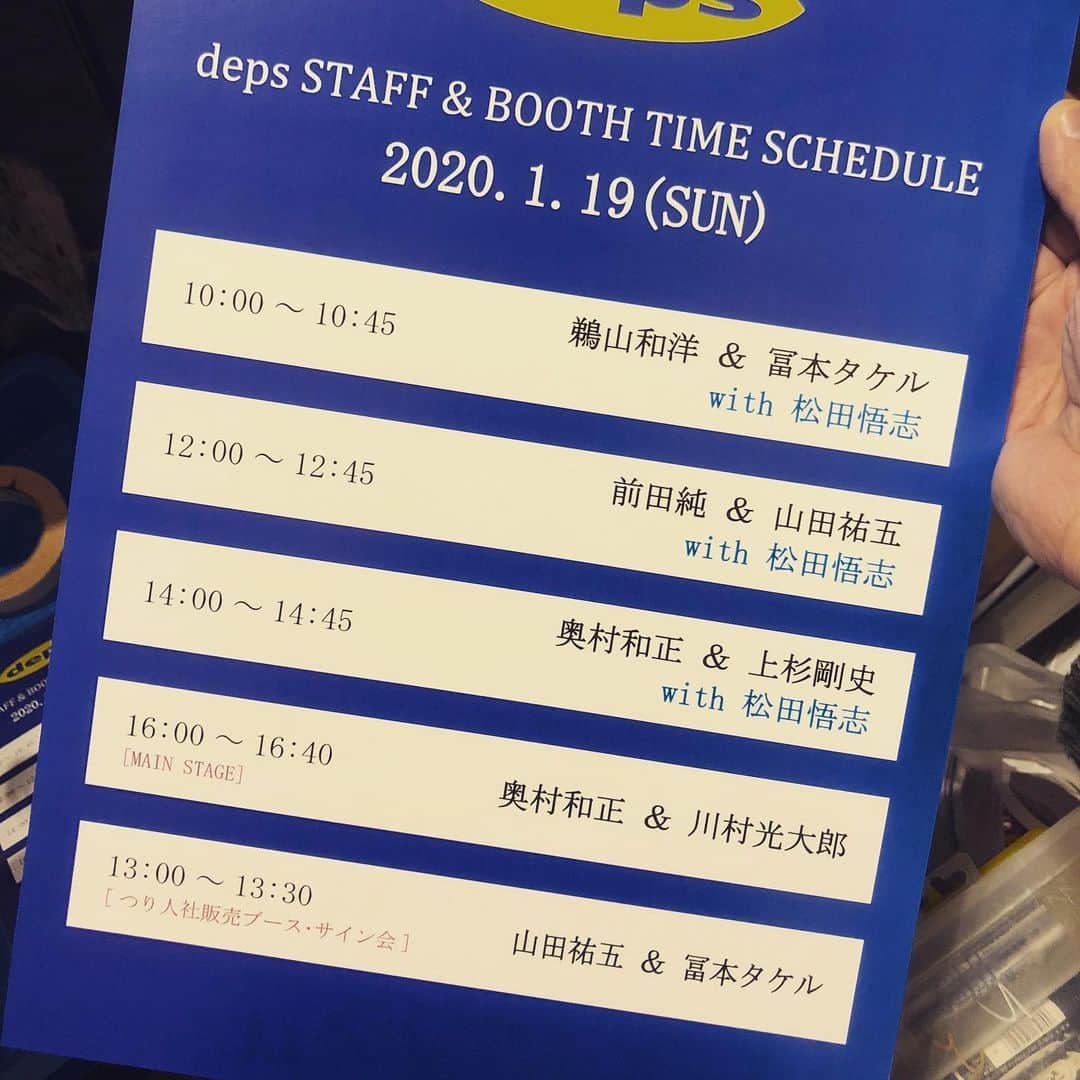 deps
deps STAFF & BOOTH TIME SCHEDULE
2020. 1. 19(SUN)
10:00 ～ 10:45 鵜山和洋 & 冨本タケル
with 松田悟志
12:00 ～ 12:45 前田純 & 山田祐五
with 松田悟志
14:00 ～ 14:45 奥村和正 & 上杉剛史
with 松田悟志
16:00 ～ 16:40 奥村和正 & 川村光大郎
[MAIN STAGE]
13:00 ～ 13:30 山田祐五 & 冨本タケル
[つり人社販売ブース・サイン会]
deps